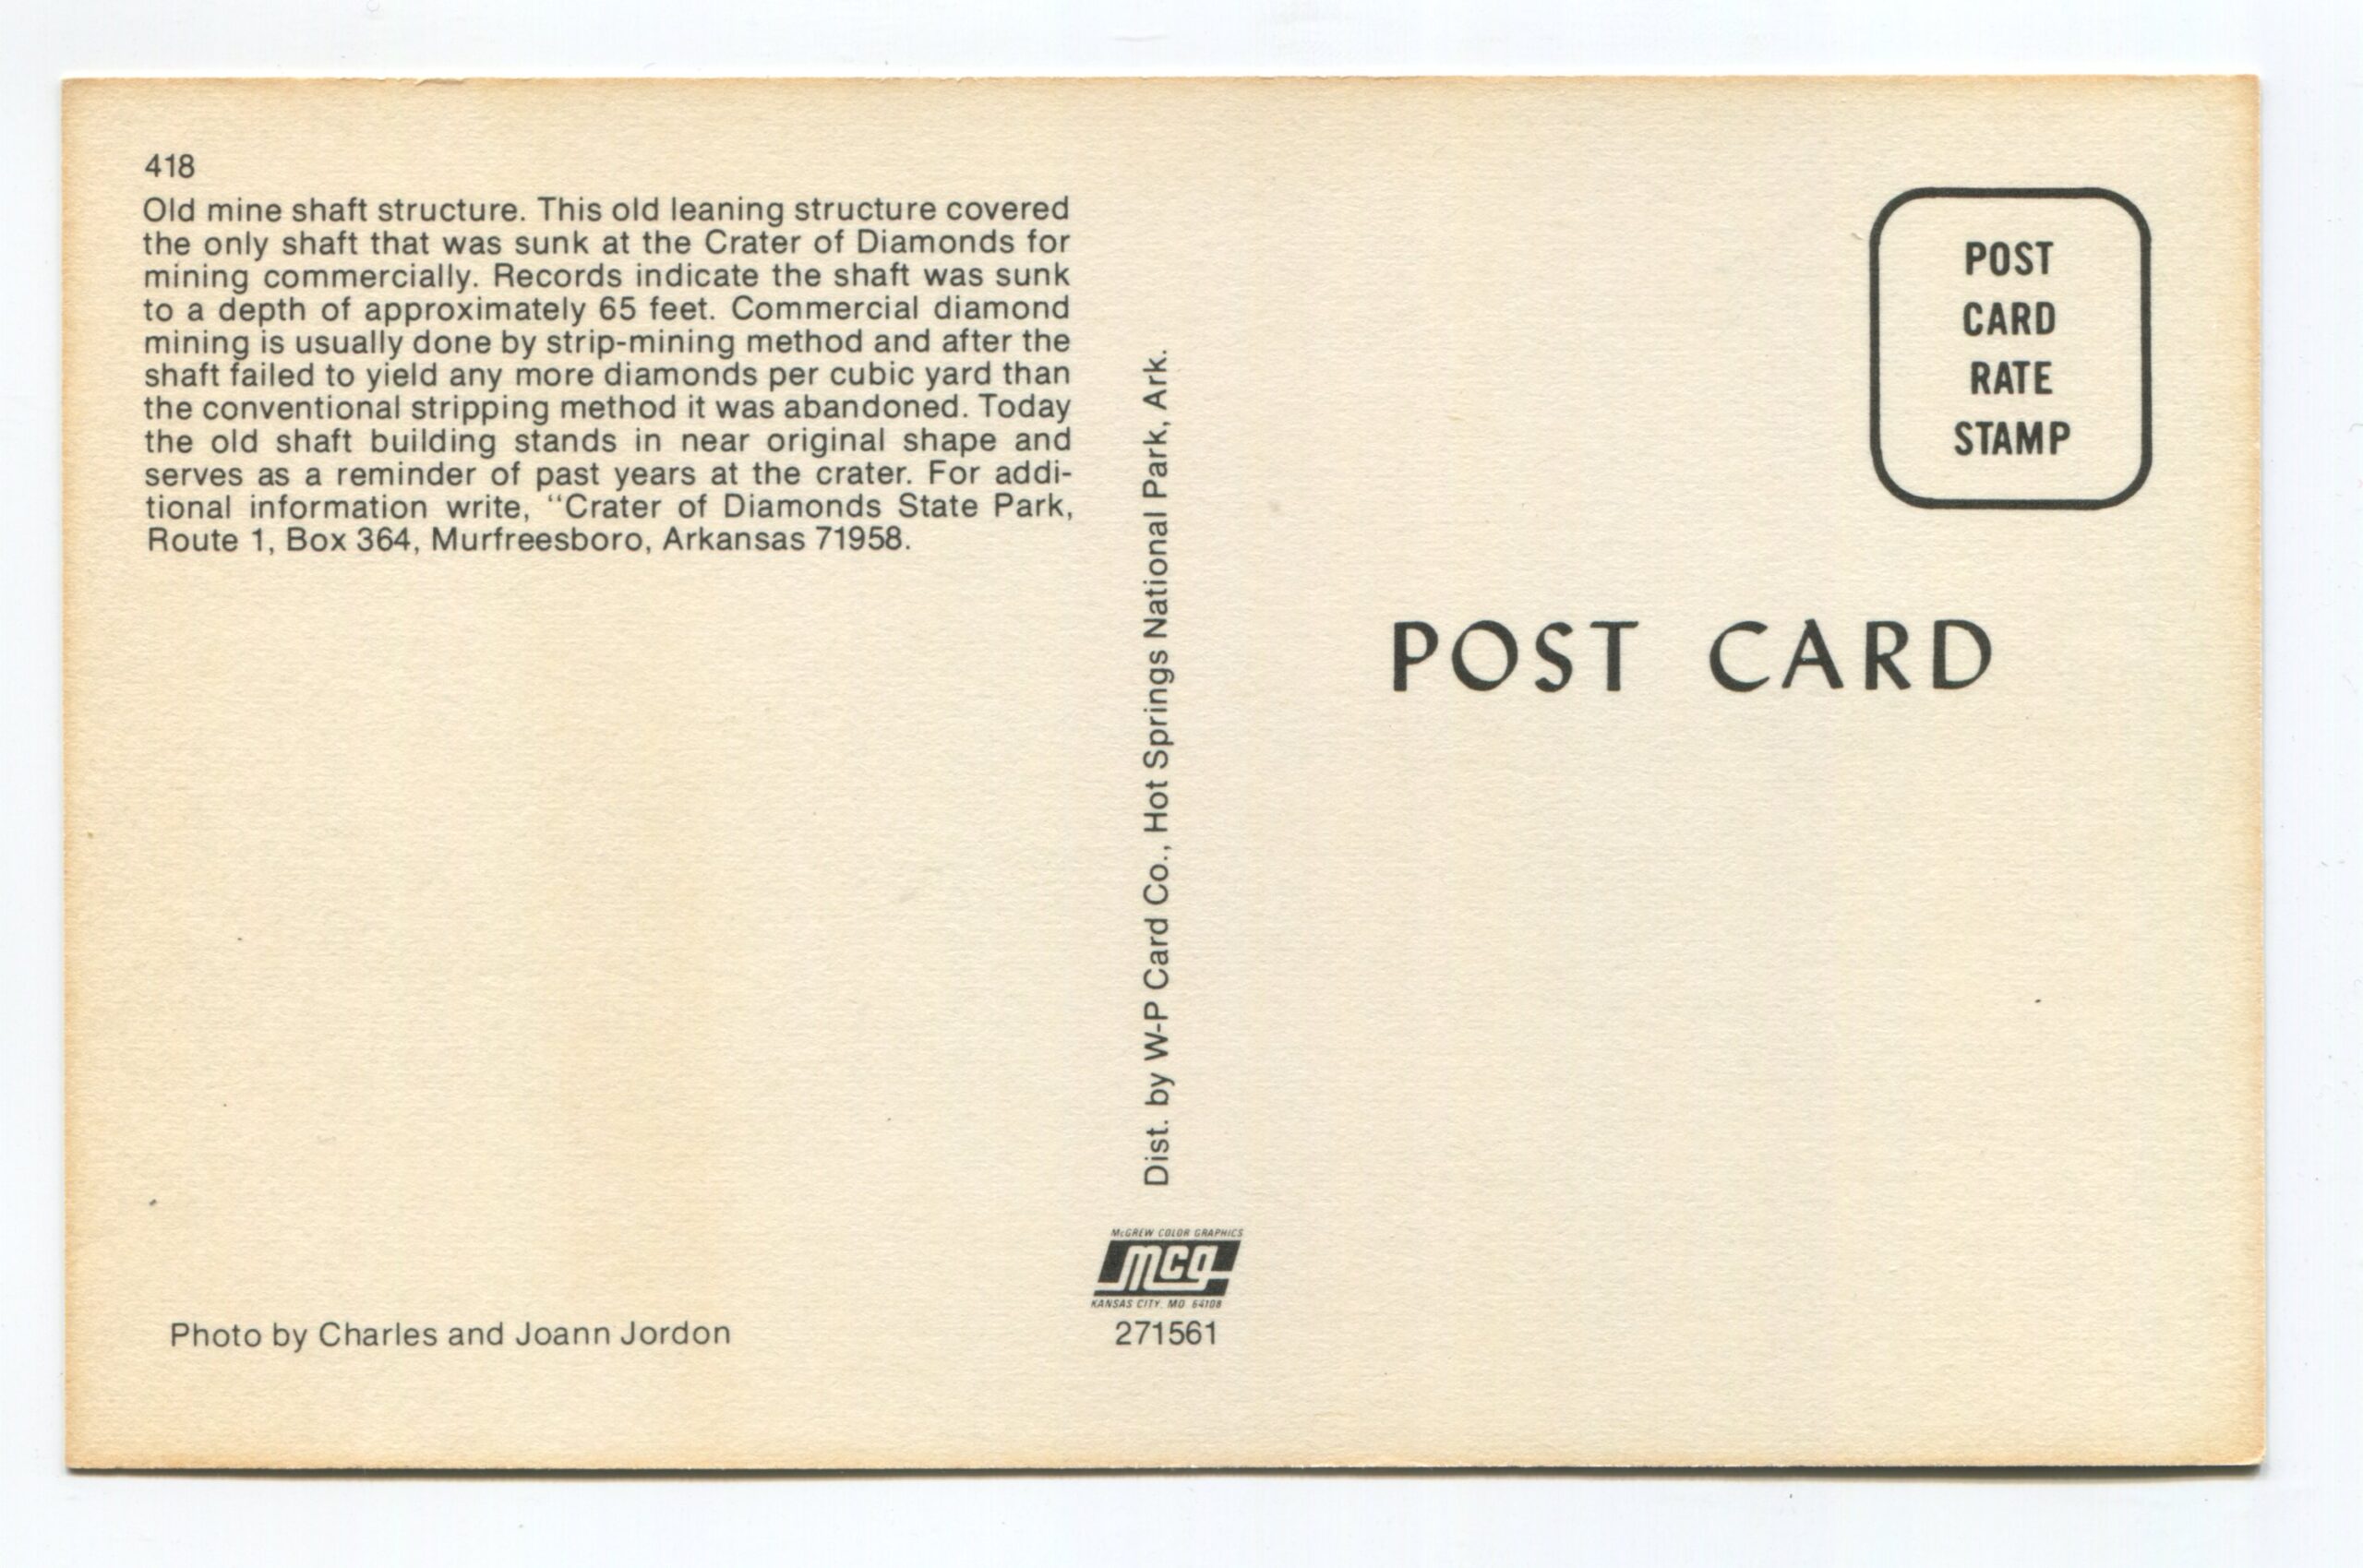 418
Old mine shaft structure. This old leaning structure covered
the only shaft that was sunk at the Crater of Diamonds for
mining commercially. Records indicate the shaft was sunk
to a depth of approximately 65 feet. Commercial diamond
mining is usually done by strip-mining method and after the
shaft failed to yield any more diamonds per cubic yard than
the conventional stripping method it was abandoned. Today
the old shaft building stands in near original shape and
serves as a reminder of past years at the crater. For addi-
tional information write, “Crater of Diamonds State Park,
Route 1, Box 364, Murfreesboro, Arkansas 71958.
Photo by Charles and Joann Jordon
Dist. by W-P Card Co., Hot Springs National Park, Ark.
McGREW COLOR GRAPHICS
mcg
KANSAS CITY, MO. 64108
271561
POST
CARD
RATE
STAMP
POST CARD